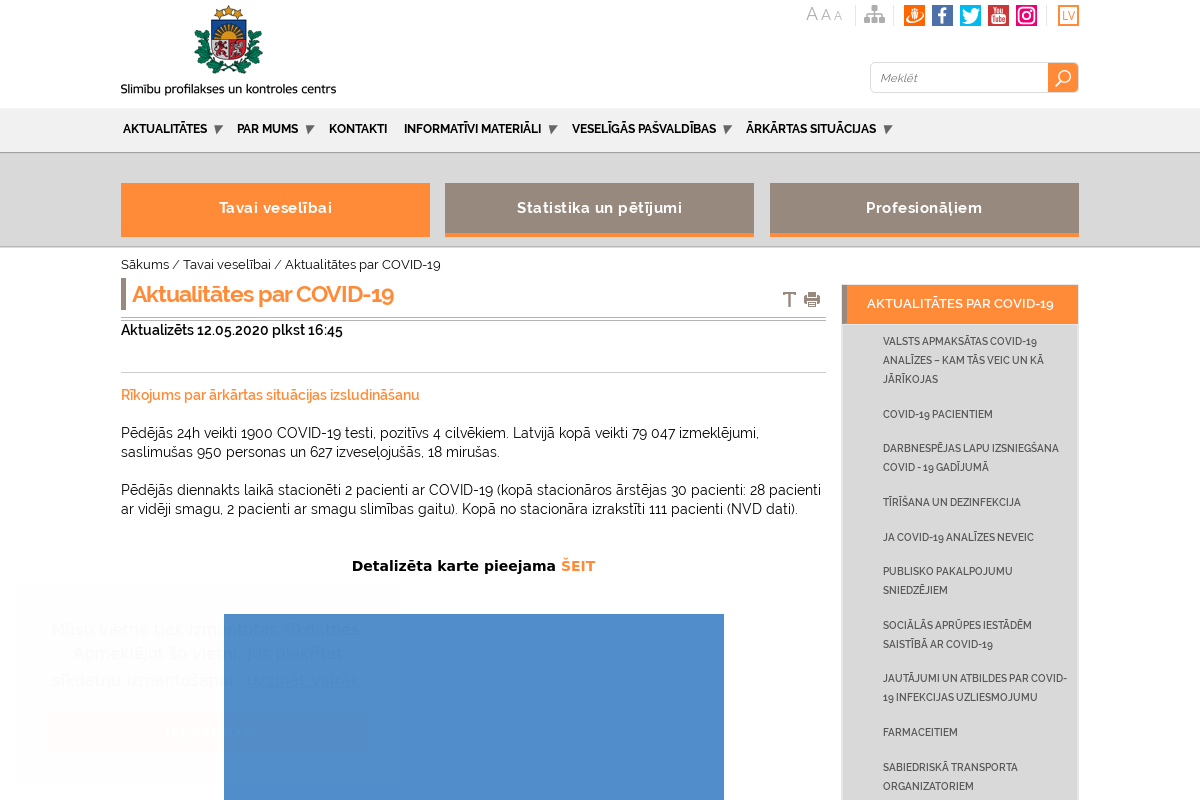 A A A
You Tube
LV
Slimību profilakses un kontroles centrs
Meklēt
AKTUALITĀTES
PAR MUMS
KONTAKTI
INFORMATĪVI MATERIĀLI
VESELĪGĀS PAŠVALDĪBAS
ĀRKĀRTAS SITUĀCIJAS
Tavai veselībai
Statistika un pētījumi
Profesionāļiem
Sākums / Tavai veselībai / Aktualitātes par COVID-19
Aktualitātes par COVID-19
Aktualizēts 12.05.2020 plkst 16:45
Rīkojums par ārkārtas situācijas izsludināšanu
Pēdējās 24h veikti 1900 COVID-19 testi, pozitīvs 4 cilvēkiem. Latvijā kopā veikti 79 047 izmeklējumi,
saslimušas 950 personas un 627 izveseļojušās, 18 mirušas.
Pēdējās diennakts laikā stacionēti 2 pacienti ar COVID-19 (kopā stacionāros ārstējas 30 pacienti: 28 pacienti
ar vidēji smagu, 2 pacienti ar smagu slimības gaitu). Kopā no stacionāra izrakstīti 111 pacienti (NVD dati).
Detalizēta karte pieejama ŠEIT
AKTUALITĀTES PAR COVID-19
VALSTS APMAKSĀTAS COVID-19
ANALĪZES – KAM TĀS VEIC UN KĀ
JĀRĪKOJAS
COVID-19 PACIENTIEM
DARBNESPĒJAS LAPU IZSNIEGŠANA
COVID - 19 GADĪJUMĀ
TĪRĪŠANA UN DEZINFEKCIJA
JA COVID-19 ANALĪZES NEVEIC
PUBLISKO PAKALPOJUMU
SNIEDZĒJIEM
SOCIĀLĀS APRŪPES IESTĀDĒM
SAISTĪBĀ AR COVID-19
JAUTĀJUMI UN ATBILDES PAR COVID-
19 INFEKCIJAS UZLIESMOJUMU
FARMACEITIEM
SABIEDRISKĀ TRANSPORTA
ORGANIZATORIEM